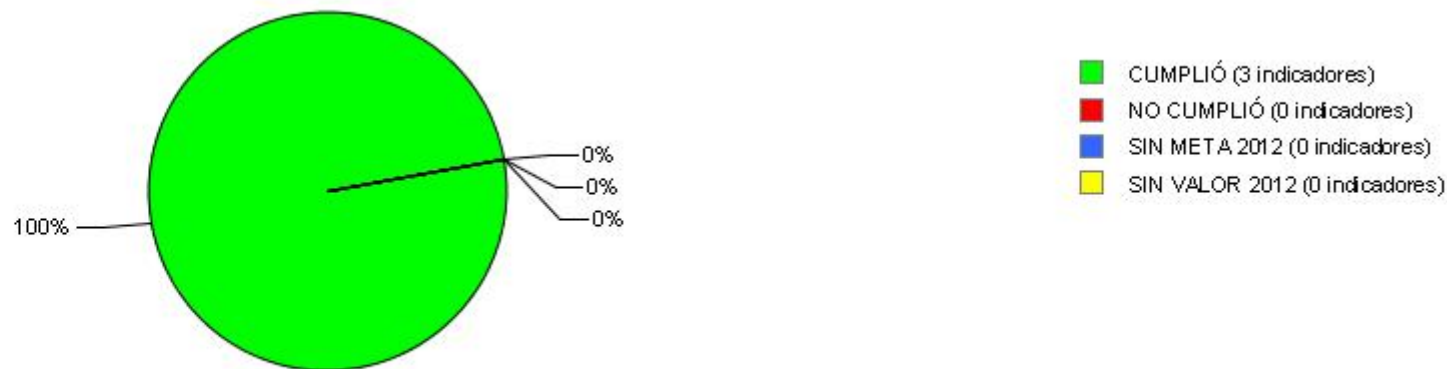 100%
0%
0%
0%
CUMPLIÓ (3 indicadores)
NO CUMPLIÓ (0 indicadores)
SIN META 2012 (0 indicadores)
SIN VALOR 2012 (0 indicadores)